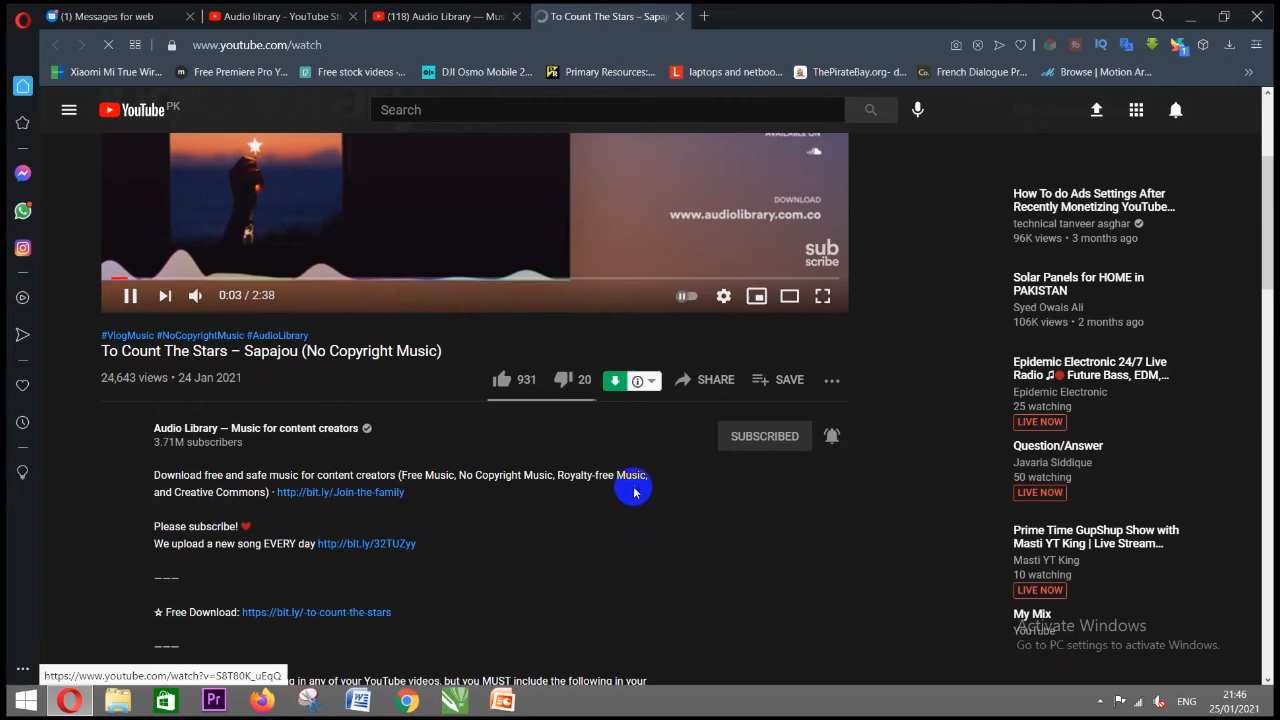 (1) Messages for web
Audio library - YouTube St
(118) Audio Library — Mus
To Count The Stars – Sapaj
www.youtube.com/watch
IQ
1
Xiaomi Mi True Wir...
Free Premiere Pro Y...
Free stock videos -...
DJI Osmo Mobile 2...
Primary Resources:...
laptops and netboo...
ThePirateBay.org- d...
French Dialogue Pr...
Browse | Motion Ar...
YouTube PK
Search
AVAILABLE ON
DOWNLOAD
www.audiolibrary.com.co
sub
scribe
0:03 / 2:38
#VlogMusic #NoCopyrightMusic #AudioLibrary
To Count The Stars – Sapajou (No Copyright Music)
24,643 views • 24 Jan 2021
931
20
SHARE
SAVE
Audio Library — Music for content creators
3.71M subscribers
SUBSCRIBED
Download free and safe music for content creators (Free Music, No Copyright Music, Royalty-free Music,
and Creative Commons) · http://bit.ly/Join-the-family
Please subscribe!
We upload a new song EVERY day http://bit.ly/32TUZyy
———
☆ Free Download: https://bit.ly/-to-count-the-stars
———
g in any of your YouTube videos, but you MUST include the following in your
How To do Ads Settings After
Recently Monetizing YouTube...
technical tanveer asghar
96K views • 3 months ago
Solar Panels for HOME in
PAKISTAN
Syed Owais Ali
106K views • 2 months ago
Epidemic Electronic 24/7 Live
Radio 🎵🔴 Future Bass, EDM,...
Epidemic Electronic
25 watching
LIVE NOW
Question/Answer
Javaria Siddique
50 watching
LIVE NOW
Prime Time GupShup Show with
Masti YT King | Live Stream...
Masti YT King
10 watching
LIVE NOW
My Mix
YouTube
Activate Windows
Go to PC settings to activate Windows.
https://www.youtube.com/watch?v=S8T80K_uEqQ
Pr
ENG
21:46
25/01/2021